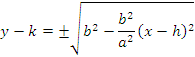 y − k = ±√(b² − b²/a² (x − h)²)